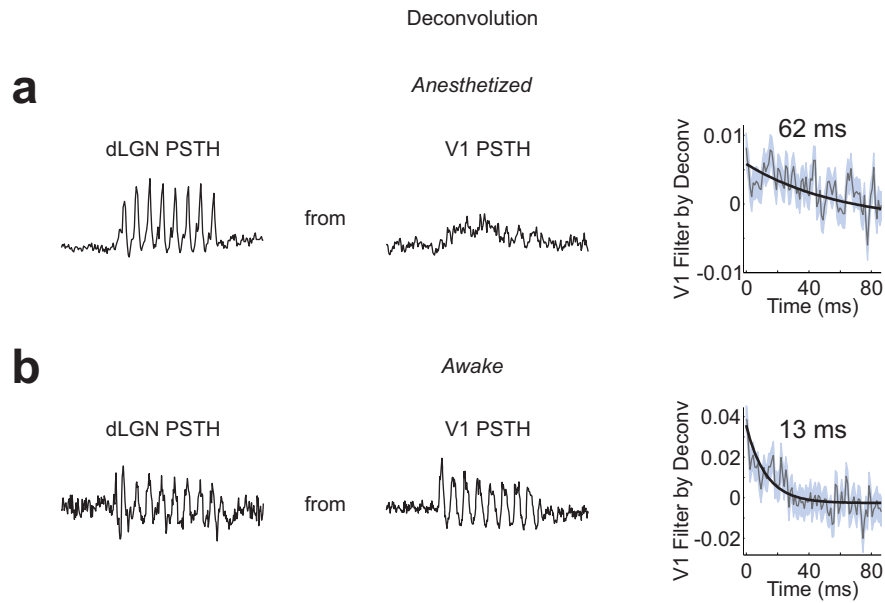 Deconvolution
a
Anesthetized
dLGN PSTH
from
V1 PSTH
V1 Filter by Deconv
62 ms
0.01
0
-0.01
0 40 80
Time (ms)
b
Awake
dLGN PSTH
from
V1 PSTH
V1 Filter by Deconv
13 ms
0.04
0.02
0
-0.02
0 40 80
Time (ms)